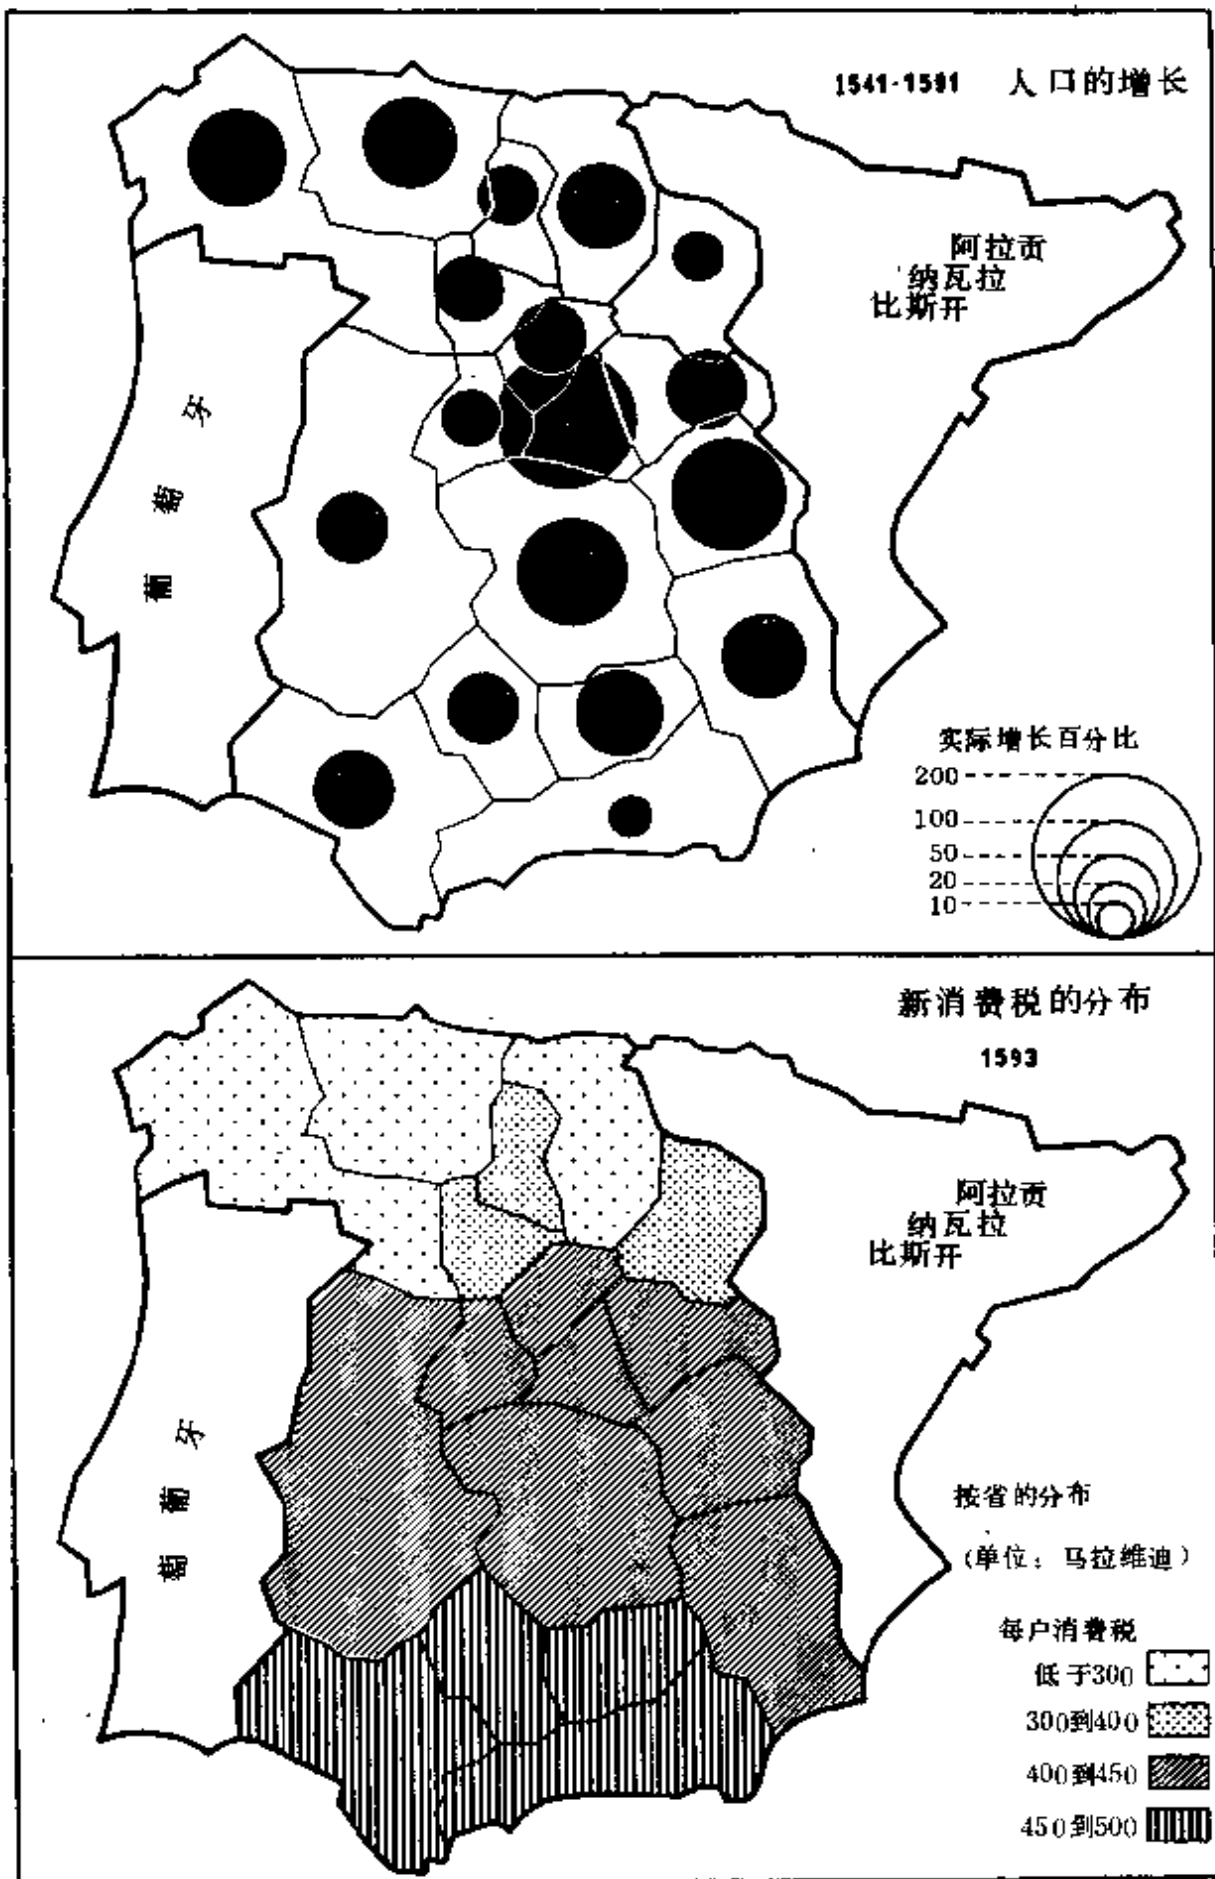 1541-1591 人口的增长
阿拉贡
纳瓦拉
比斯开
葡萄牙
实际增长百分比
200
100
50
20
10
新消费税的分布
1593
阿拉贡
纳瓦拉
比斯开
萄葡牙
按省的分布
(单位：马拉维迪)
每户消费税
低于300
300到400
400到450
450到500